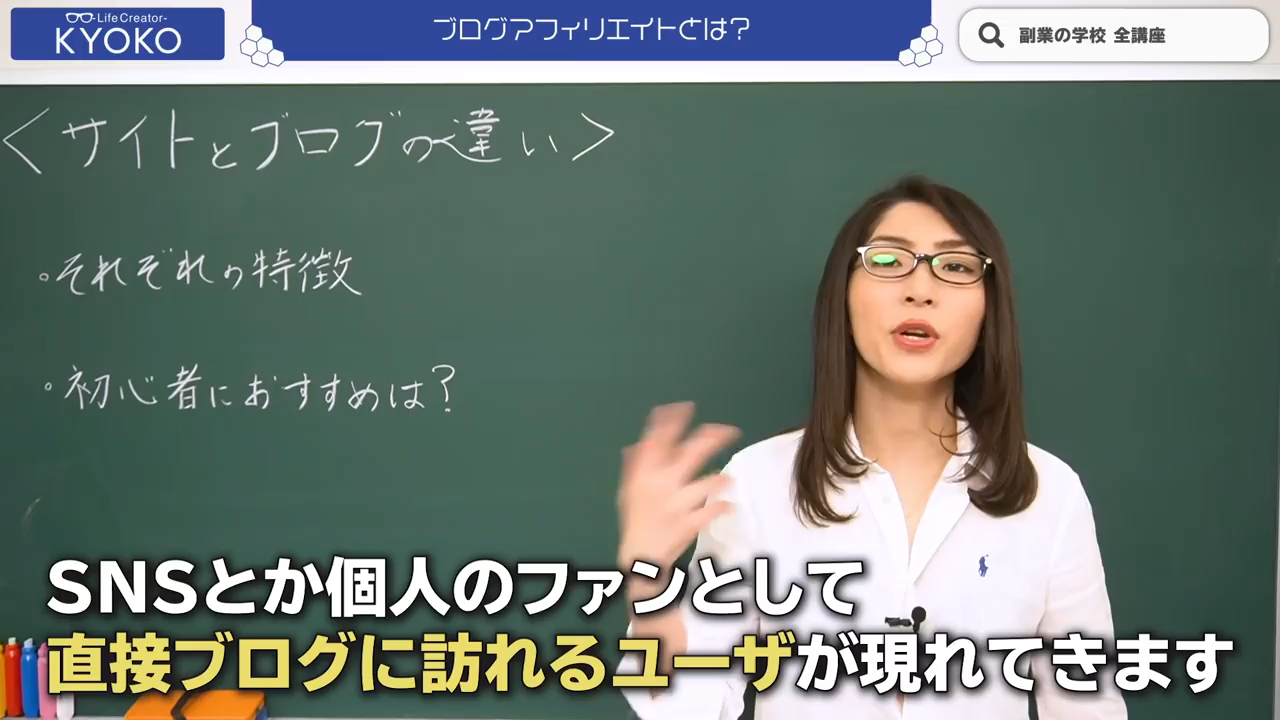 -Life Creator-
KYOKO
ブログアフィリエイトとは？
副業の学校 全講座
＜サイトとブログの違い＞
・それぞれの特徴
・初心者におすすめは？
SNSとか個人のファンとして
直接ブログに訪れるユーザが現れてきます